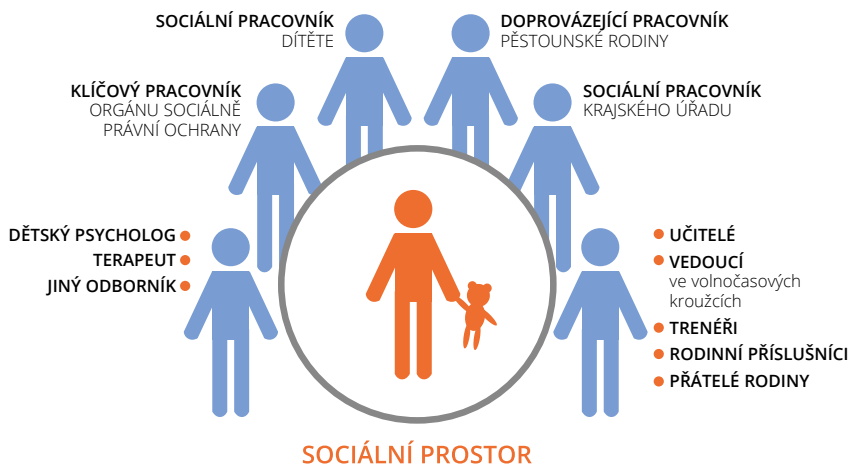 SOCIÁLNÍ PRACOVNÍK
DÍTĚTE
DOPROVÁZEJÍCÍ PRACOVNÍK
PĚSTOUNSKÉ RODINY
KLÍČOVÝ PRACOVNÍK
ORGÁNU SOCIÁLNĚ
PRÁVNÍ OCHRANY
SOCIÁLNÍ PRACOVNÍK
KRAJSKÉHO ÚŘADU
DĚTSKÝ PSYCHOLOG
TERAPEUT
JINÝ ODBORNÍK
UČITELÉ
VEDOUCÍ
ve volnočasových
kroužcích
TRENÉŘI
RODINNÍ PŘÍSLUŠNÍCI
PŘÁTELÉ RODINY
SOCIÁLNÍ PROSTOR